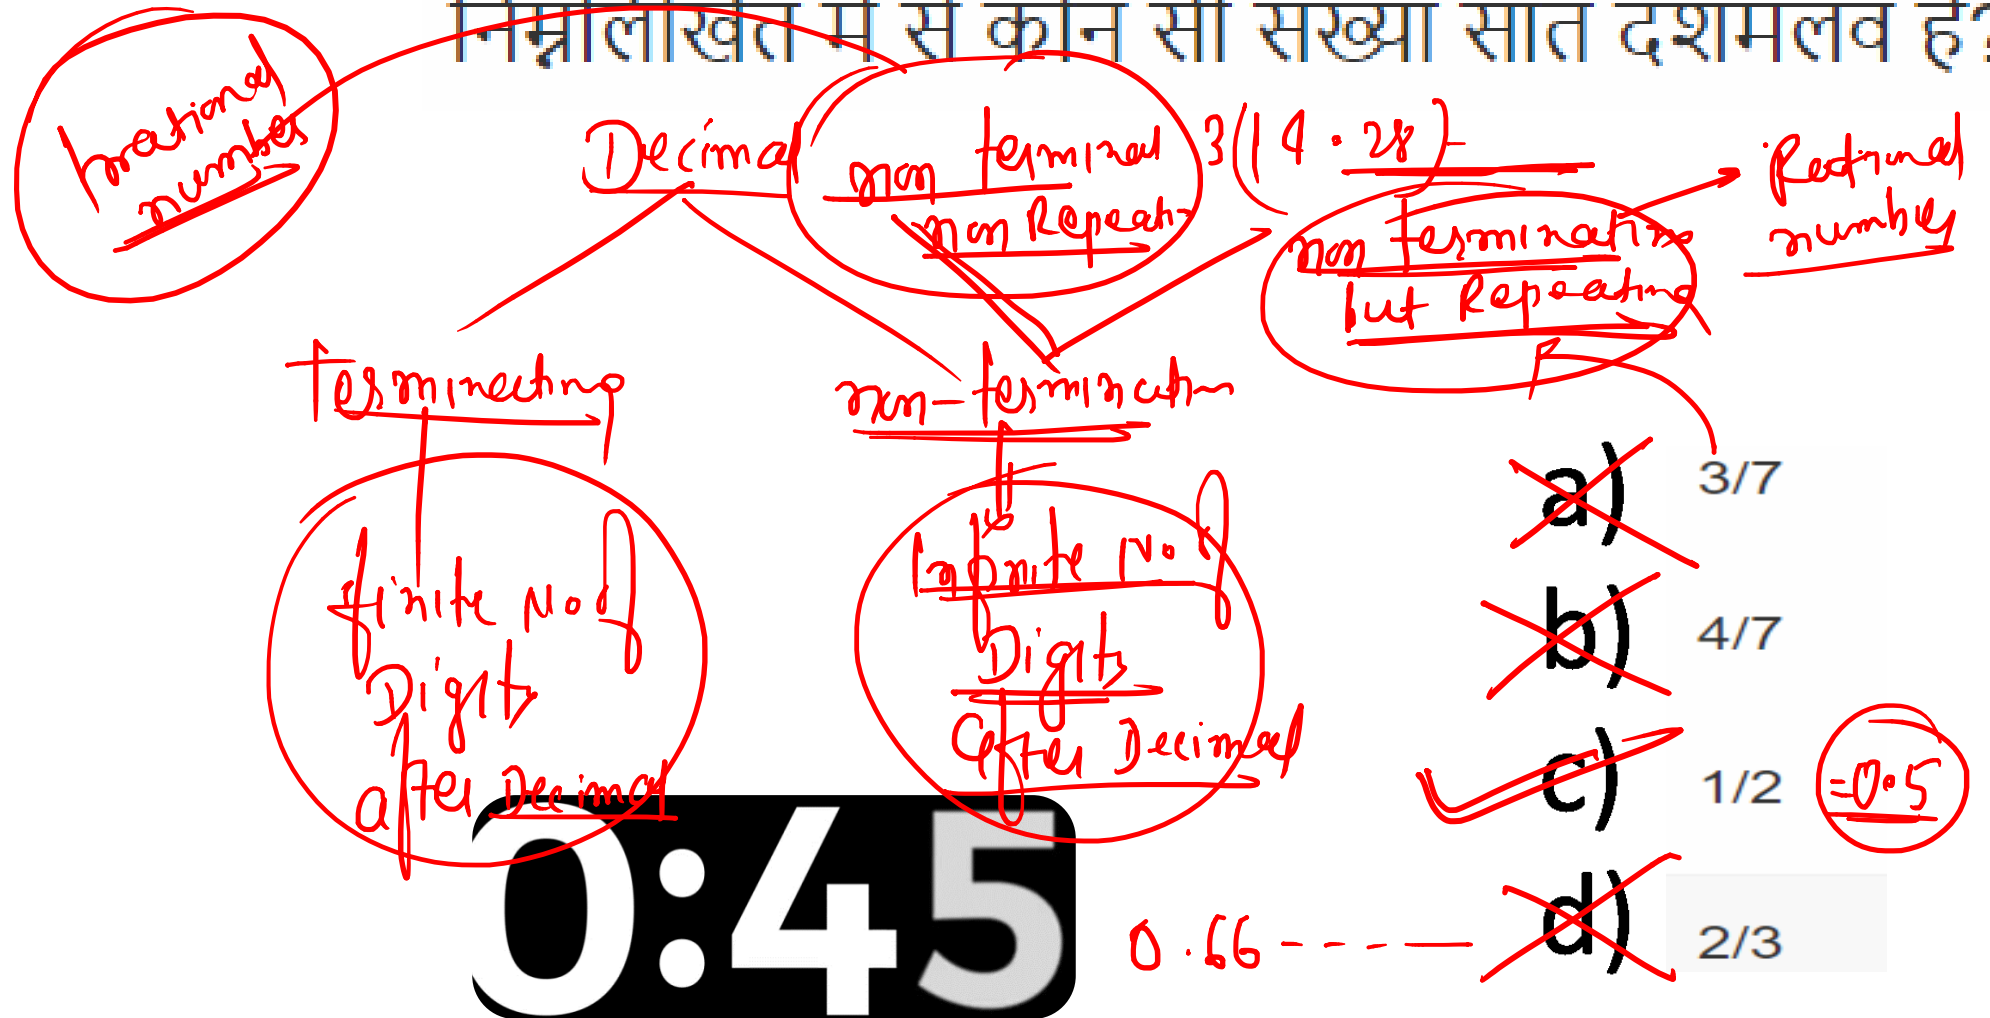 निम्नलिखित में से कौन सी संख्या सांत दशमलव है?
Irrational
numbers
Decimal
non terminal
non Repeati
3(14.28)
non terminating
but Repeating
Rational
number
Terminating
non-terminating
finite No of
Digits
after Decimal
Infinite No of
Digits
after Decimal
a) 3/7
b) 4/7
c) 1/2 =0.5
d) 2/3
0.66----
0:45